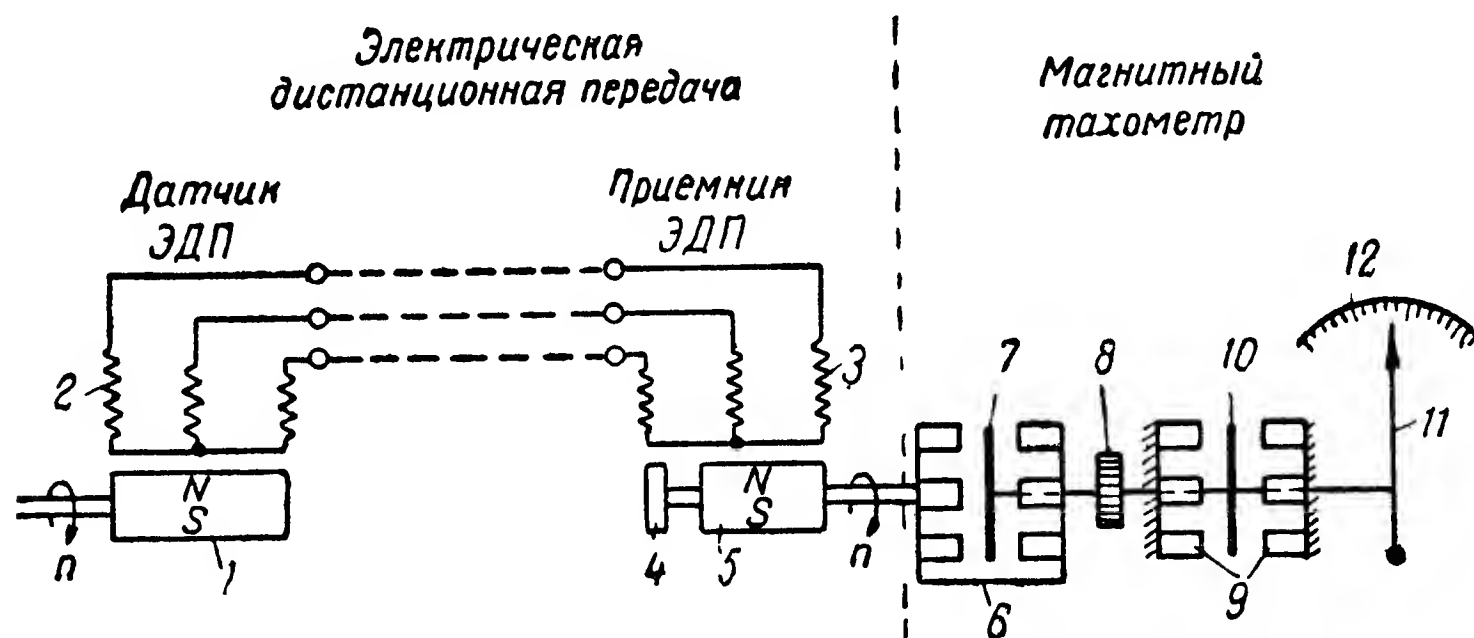 Электрическая
дистанционная передача
Магнитный
тахометр
Датчик
ЭДП
Приемник
ЭДП
12
2
3
7
8
10
11
N
S
n
1
4
N
S
5
n
6
9